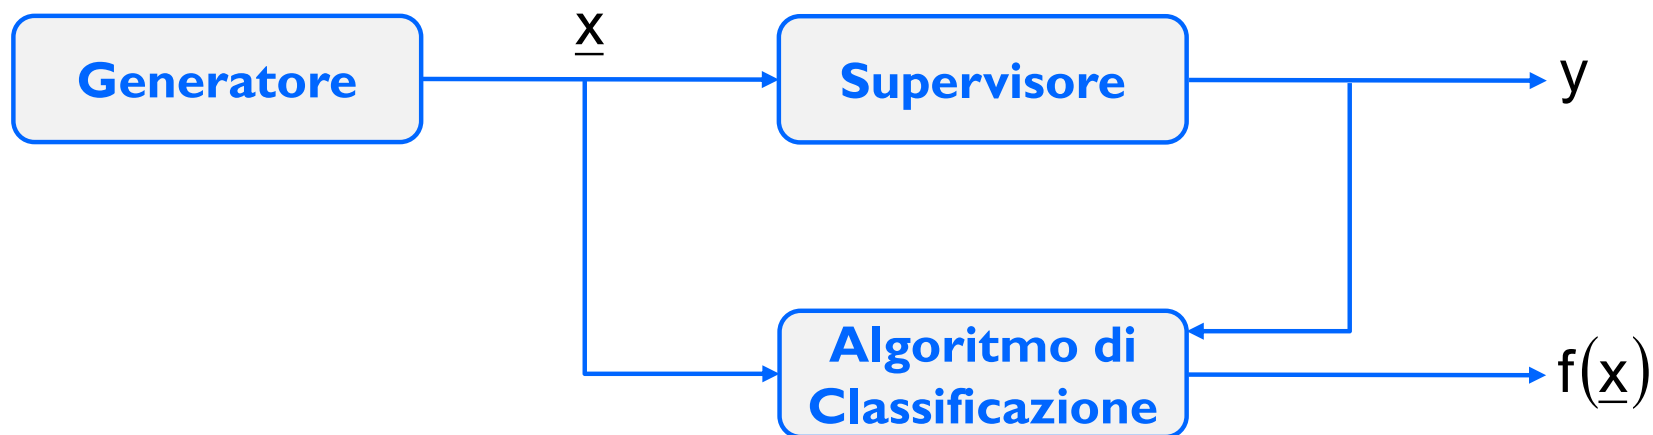 x
Generatore
Supervisore
y
Algoritmo di
Classificazione
f(x)